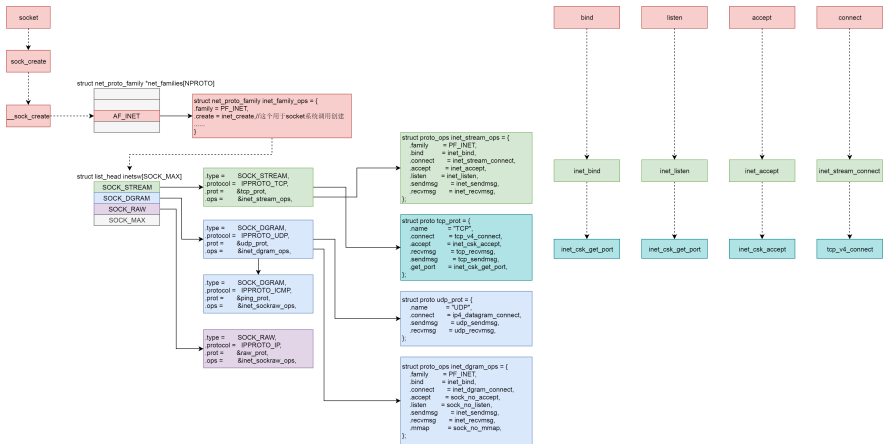 socket
bind
listen
accept
connect
sock_create
struct net_proto_family *net_families[NPROTO]
__sock_create
AF_INET
struct net_proto_family inet_family_ops = {
.family = PF_INET,
.create = inet_create,//这个用于socket系统调用创建
......
}
struct list_head inetsw[SOCK_MAX]
SOCK_STREAM
SOCK_DGRAM
SOCK_RAW
SOCK_MAX
.type = SOCK_STREAM,
.protocol = IPPROTO_TCP,
.prot = &tcp_prot,
.ops = &inet_stream_ops,
.type = SOCK_DGRAM,
.protocol = IPPROTO_UDP,
.prot = &udp_prot,
.ops = &inet_dgram_ops,
.type = SOCK_DGRAM,
.protocol = IPPROTO_ICMP,
.prot = &ping_prot,
.ops = &inet_sockraw_ops,
.type = SOCK_RAW,
.protocol = IPPROTO_IP,
.prot = &raw_prot,
.ops = &inet_sockraw_ops,
struct proto_ops inet_stream_ops = {
.family = PF_INET,
.bind = inet_bind,
.connect = inet_stream_connect,
.accept = inet_accept,
.listen = inet_listen,
.sendmsg = inet_sendmsg,
.recvmsg = inet_recvmsg,
};
struct proto tcp_prot = {
.name = "TCP",
.connect = tcp_v4_connect,
.accept = inet_csk_accept,
.recvmsg = tcp_recvmsg,
.sendmsg = tcp_sendmsg,
.get_port = inet_csk_get_port,
};
struct proto udp_prot = {
.name = "UDP",
.connect = ip4_datagram_connect,
.sendmsg = udp_sendmsg,
.recvmsg = udp_recvmsg,
};
struct proto_ops inet_dgram_ops = {
.family = PF_INET,
.bind = inet_bind,
.connect = inet_dgram_connect,
.accept = sock_no_accept,
.listen = sock_no_listen,
.sendmsg = inet_sendmsg,
.recvmsg = inet_recvmsg,
.mmap = sock_no_mmap,
};
inet_bind
inet_listen
inet_accept
inet_stream_connect
inet_csk_get_port
inet_csk_get_port
inet_csk_accept
tcp_v4_connect